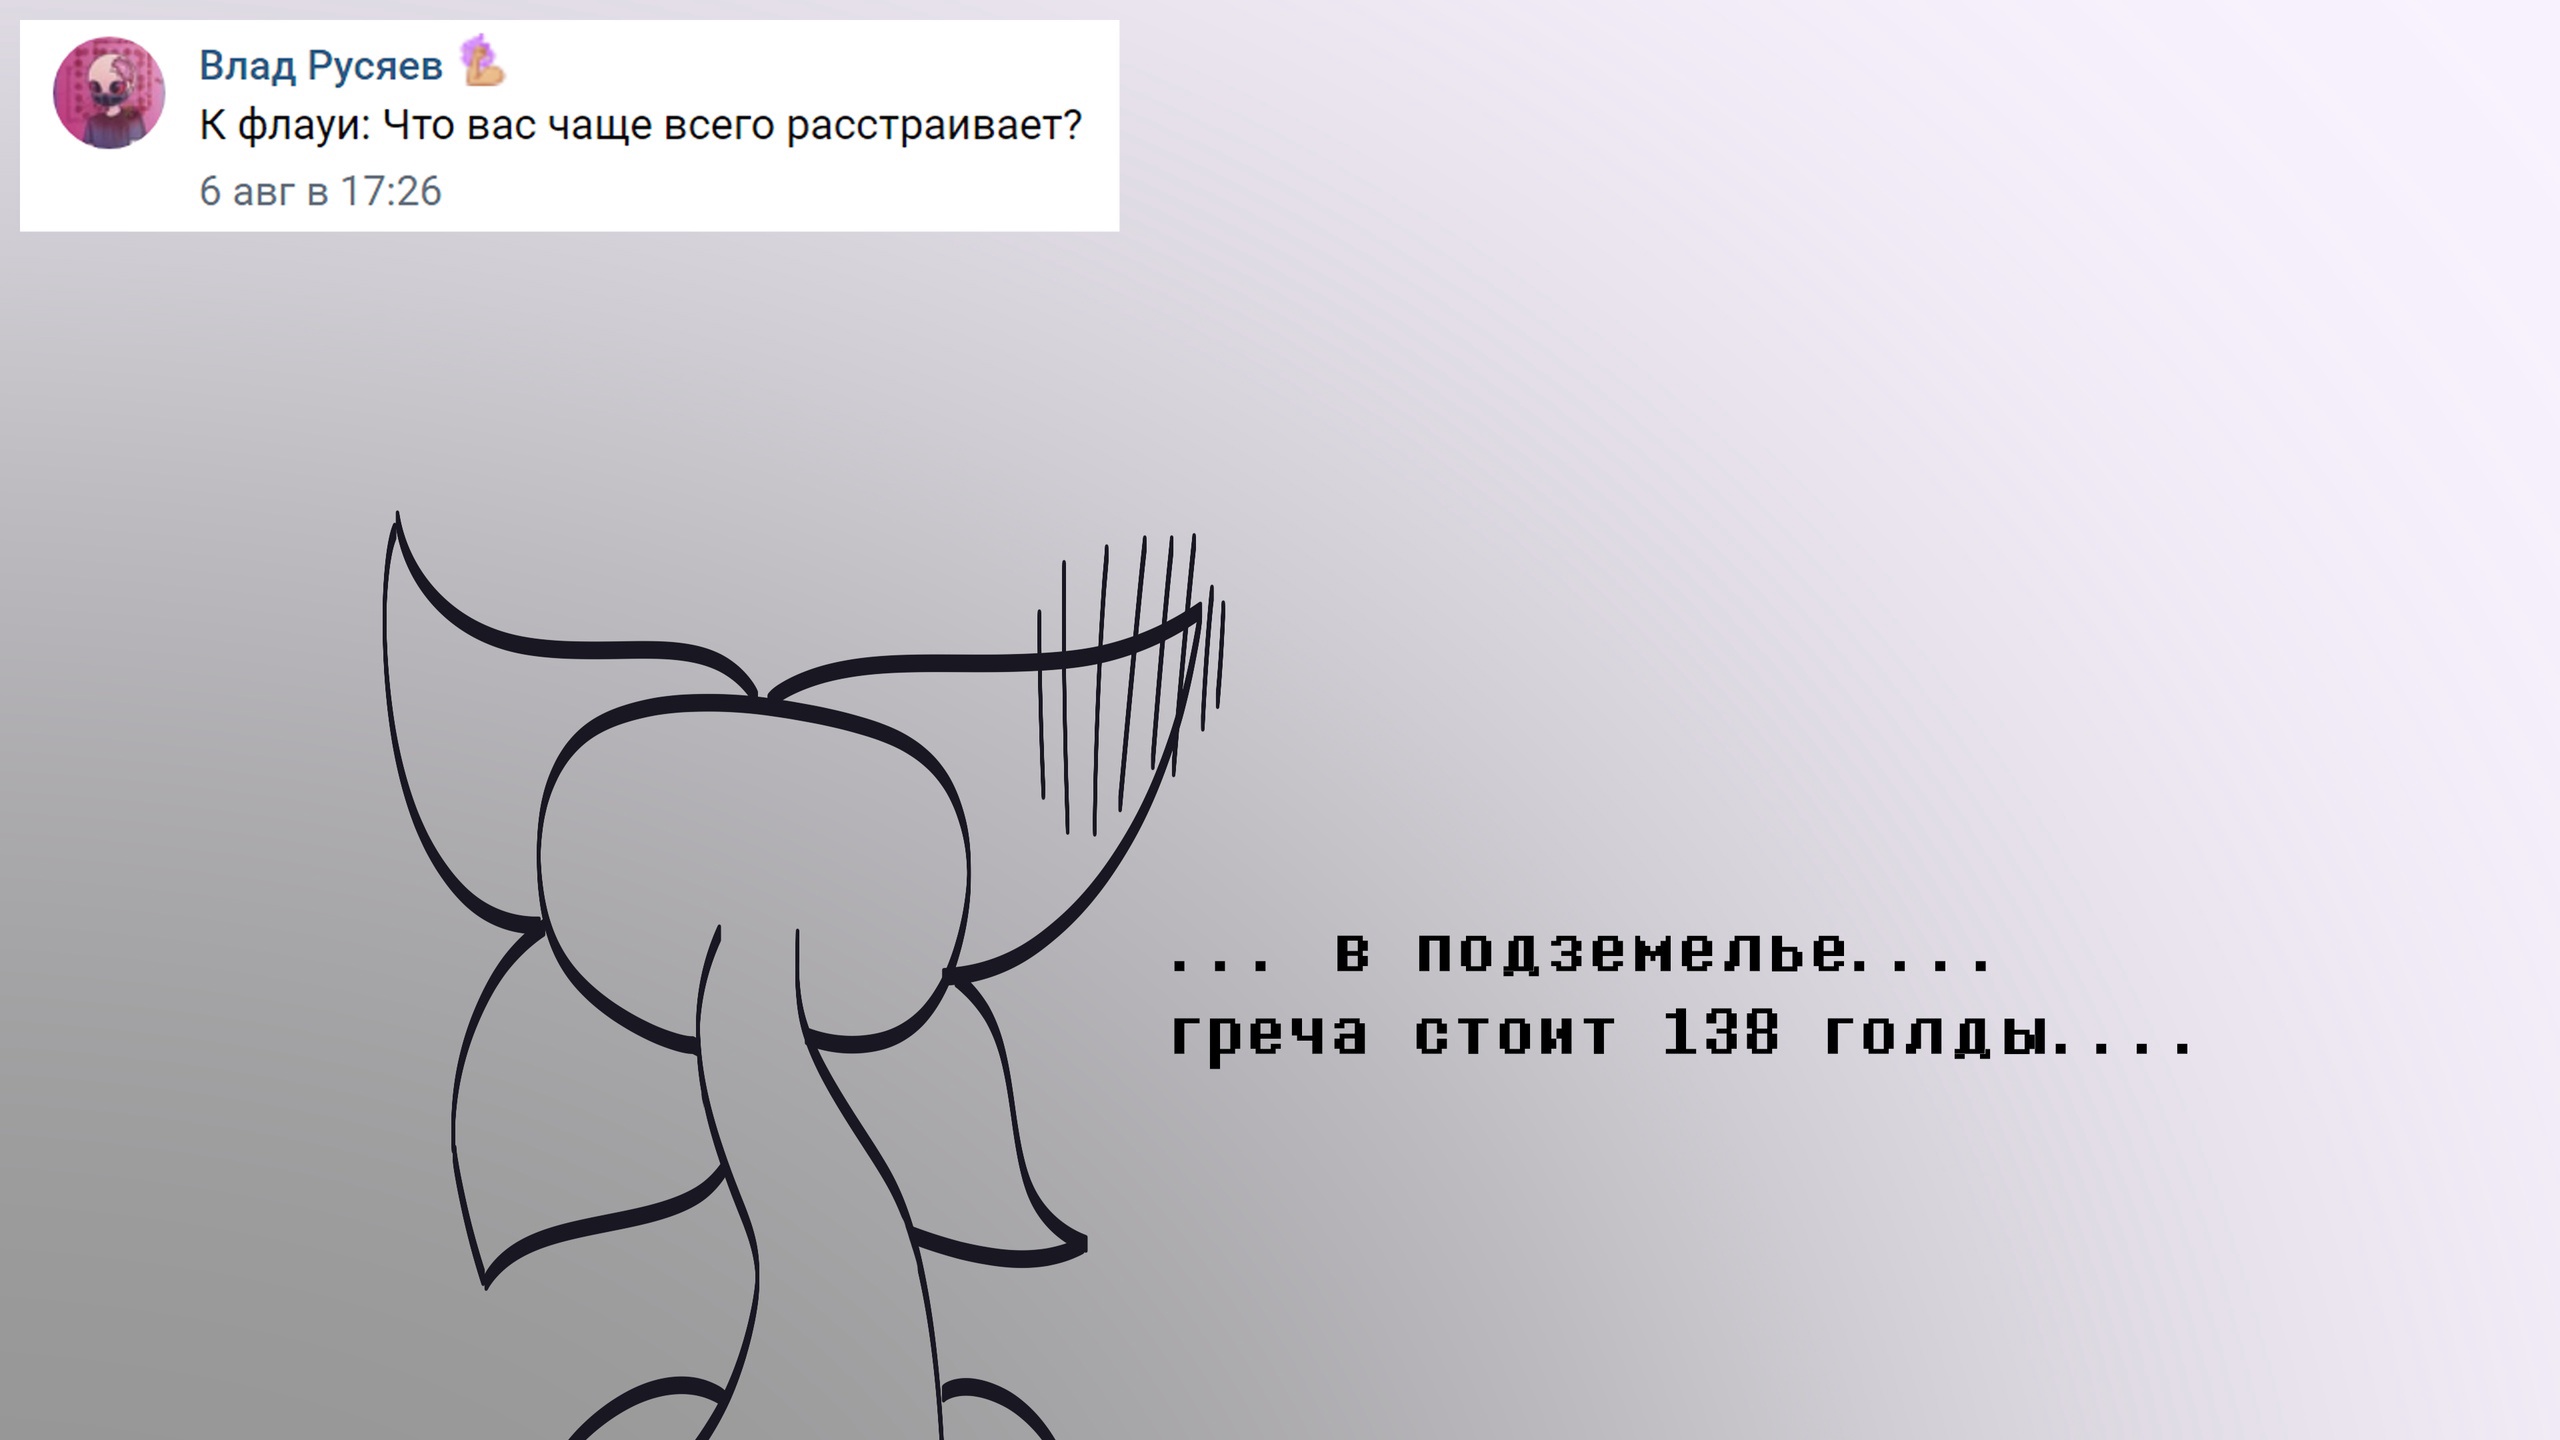 Влад Русяев
К флауи: Что вас чаще всего расстраивает?
6 авг в 17:26
... в подземелье....
греча стоит 138 голды....